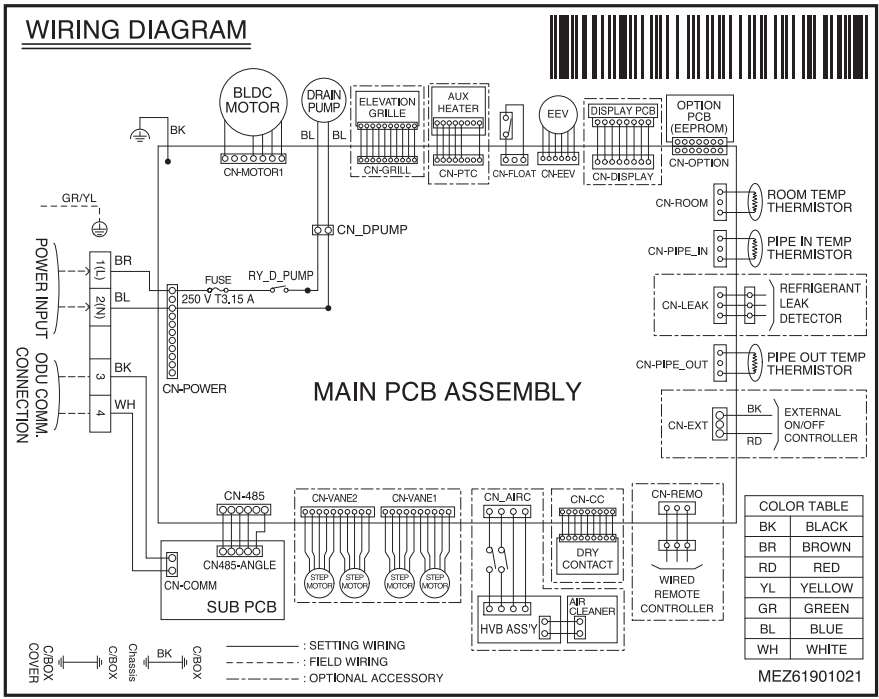 WIRING DIAGRAM
BLDC
MOTOR
CN-MOTOR1
DRAIN
PUMP
BL BL
ELEVATION
GRILLE
CN-GRILL
AUX
HEATER
CN-PTC
CN-FLOAT
EEV
CN-EEV
DISPLAY PCB
CN-DISPLAY
OPTION
PCB
(EEPROM)
CN-OPTION
BK
GR/YL
CN_DPUMP
POWER INPUT
1(L)
BR
2(N)
BL
FUSE
250 V T3.15 A
RY_D_PUMP
CN-POWER
ODU COMM.
CONNECTION
3
BK
4
WH
MAIN PCB ASSEMBLY
CN-ROOM
ROOM TEMP
THERMISTOR
CN-PIPE_IN
PIPE IN TEMP
THERMISTOR
CN-LEAK
REFRIGERANT
LEAK
DETECTOR
CN-PIPE_OUT
PIPE OUT TEMP
THERMISTOR
CN-EXT
BK
RD
EXTERNAL
ON/OFF
CONTROLLER
CN-485
CN485-ANGLE
CN-COMM
SUB PCB
CN-VANE2
CN-VANE1
STEP
MOTOR
STEP
MOTOR
STEP
MOTOR
STEP
MOTOR
CN_AIRC
HVB ASS'Y
AIR
CLEANER
CN-CC
DRY
CONTACT
CN-REMO
WIRED
REMOTE
CONTROLLER
COLOR TABLE
BK BLACK
BR BROWN
RD RED
YL YELLOW
GR GREEN
BL BLUE
WH WHITE
C/BOX
COVER
C/BOX
Chassis
BK
C/BOX
: SETTING WIRING
: FIELD WIRING
: OPTIONAL ACCESSORY
MEZ61901021